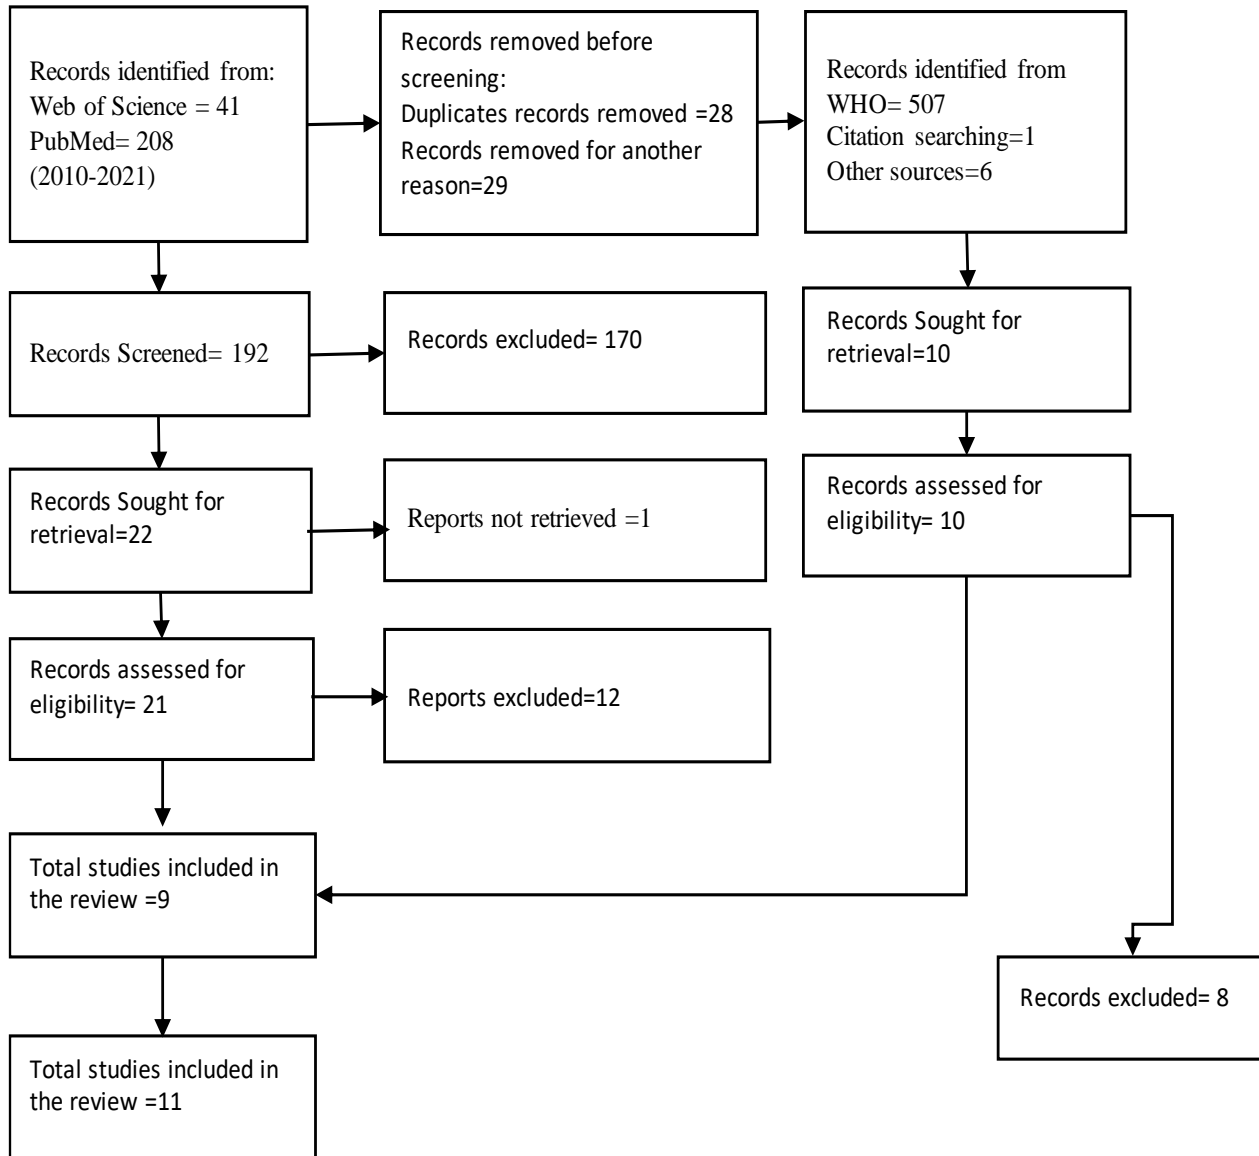 Records identified from:
Web of Science = 41
PubMed= 208
(2010-2021)
Records removed before
screening:
Duplicates records removed =28
Records removed for another
reason=29
Records identified from
WHO= 507
Citation searching=1
Other sources=6
Records Screened= 192
Records excluded= 170
Records Sought for
retrieval=10
Records Sought for
retrieval=22
Reports not retrieved =1
Records assessed for
eligibility= 10
Records assessed for
eligibility= 21
Reports excluded=12
Total studies included in
the review =9
Records excluded= 8
Total studies included in
the review =11